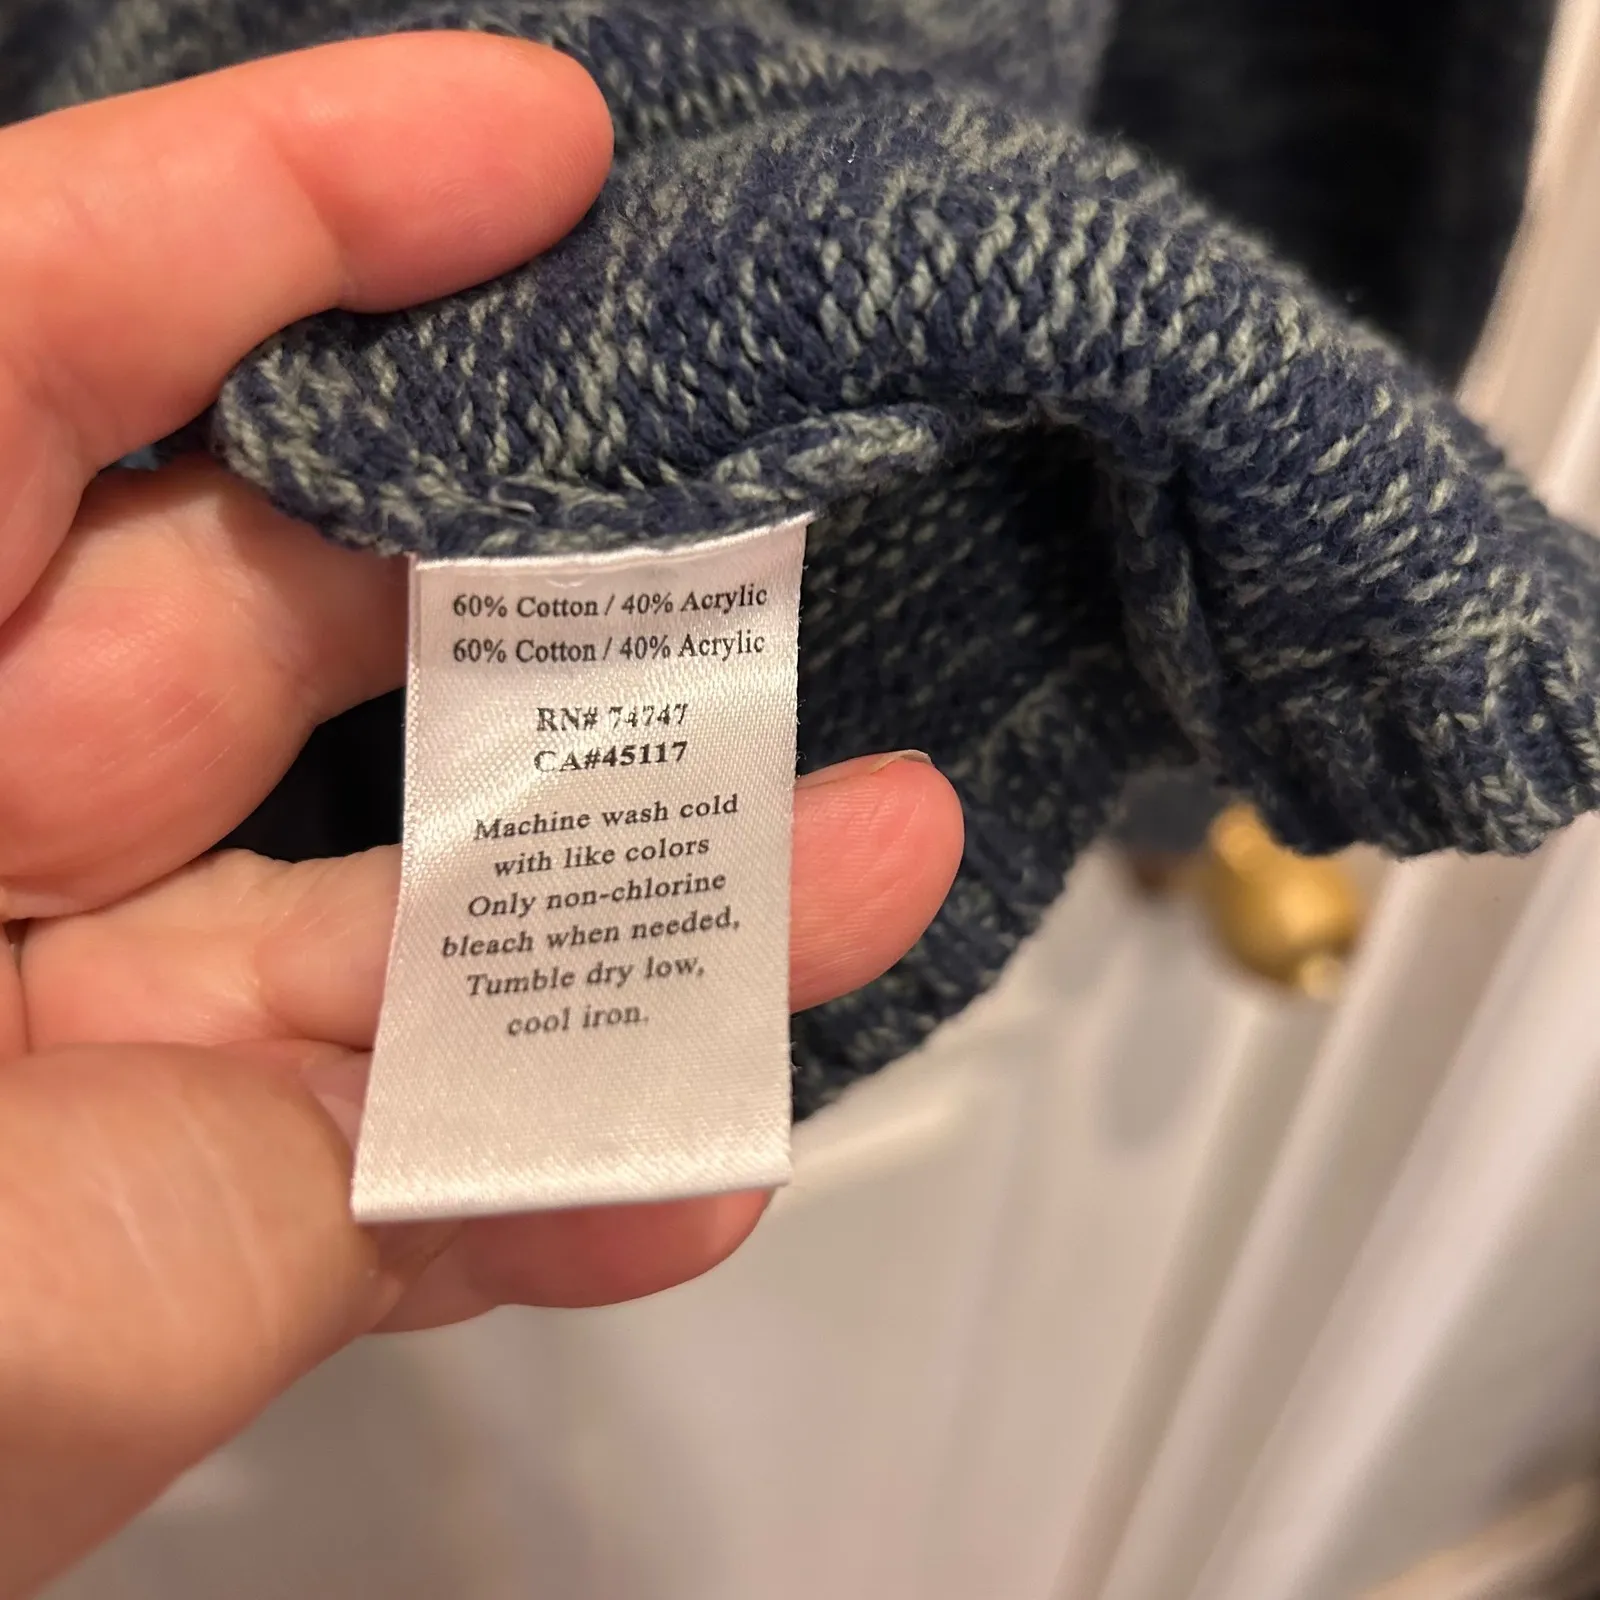 60% Cotton / 40% Acrylic
60% Cotton / 40% Acrylic
RN# 74747
CA#45117
Machine wash cold
with like colors
Only non-chlorine
bleach when needed,
Tumble dry low,
cool iron.